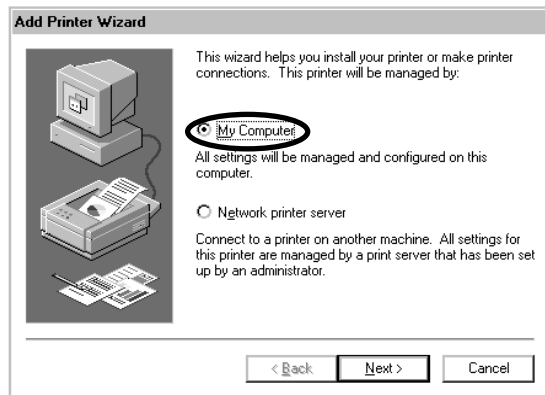 Add Printer Wizard
This wizard helps you install your printer or make printer
connections. This printer will be managed by:
My Computer
All settings will be managed and configured on this
computer.
Network printer server
Connect to a printer on another machine. All settings for
this printer are managed by a print server that has been set
up by an administrator.
< Back
Next >
Cancel